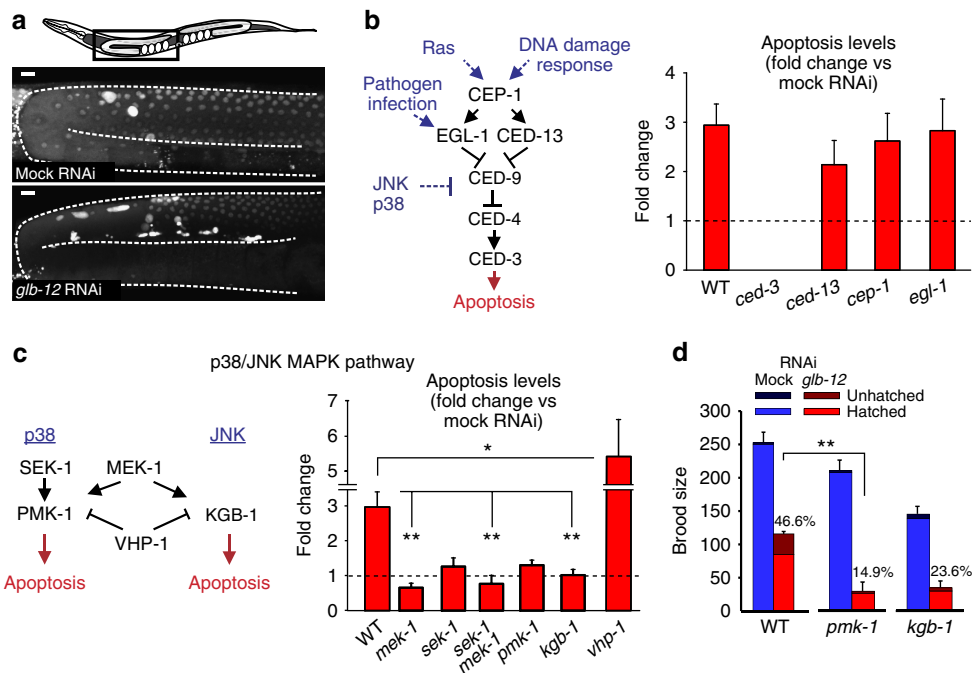 a
Mock RNAi
glb-12 RNAi
b
Ras
DNA damage
response
Pathogen
infection
CEP-1
EGL-1
CED-13
CED-9
JNK
p38
CED-4
CED-3
Apoptosis
Apoptosis levels
(fold change vs
mock RNAi)
Fold change
4
3
2
1
0
WT
ced-3
ced-13
cep-1
egl-1
c
p38/JNK MAPK pathway
p38
JNK
SEK-1
MEK-1
PMK-1
KGB-1
VHP-1
Apoptosis
Apoptosis
Apoptosis levels
(fold change vs
mock RNAi)
Fold change
7
6
5
3
2
1
0
*
**
**
**
WT
mek-1
sek-1
sek-1
mek-1
pmk-1
kgb-1
vhp-1
d
RNAi
Mock glb-12
Unhatched
Hatched
Brood size
300
250
200
150
100
50
0
**
46.6%
14.9%
23.6%
WT
pmk-1
kgb-1